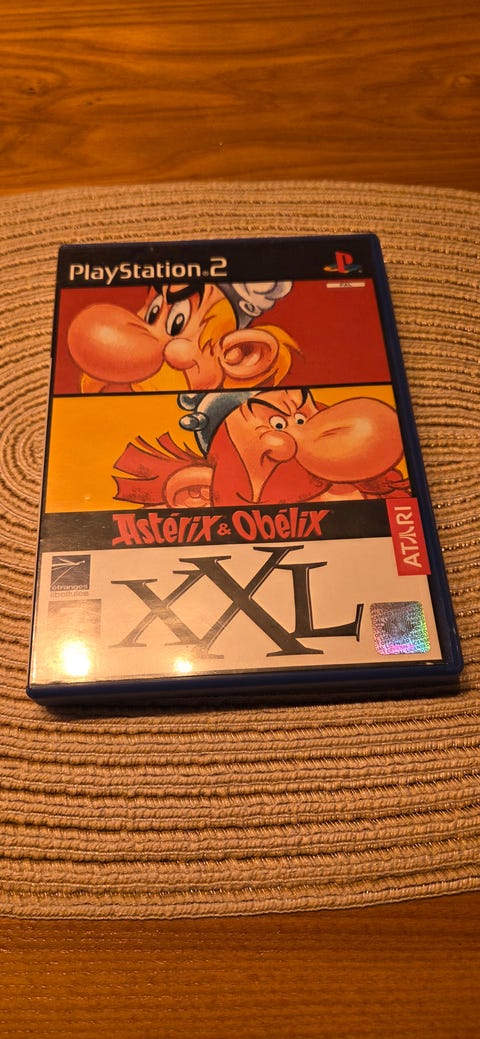 PlayStation.2
PAL
Astérix & Obélix
ATARI
étranges
libellules
XXL